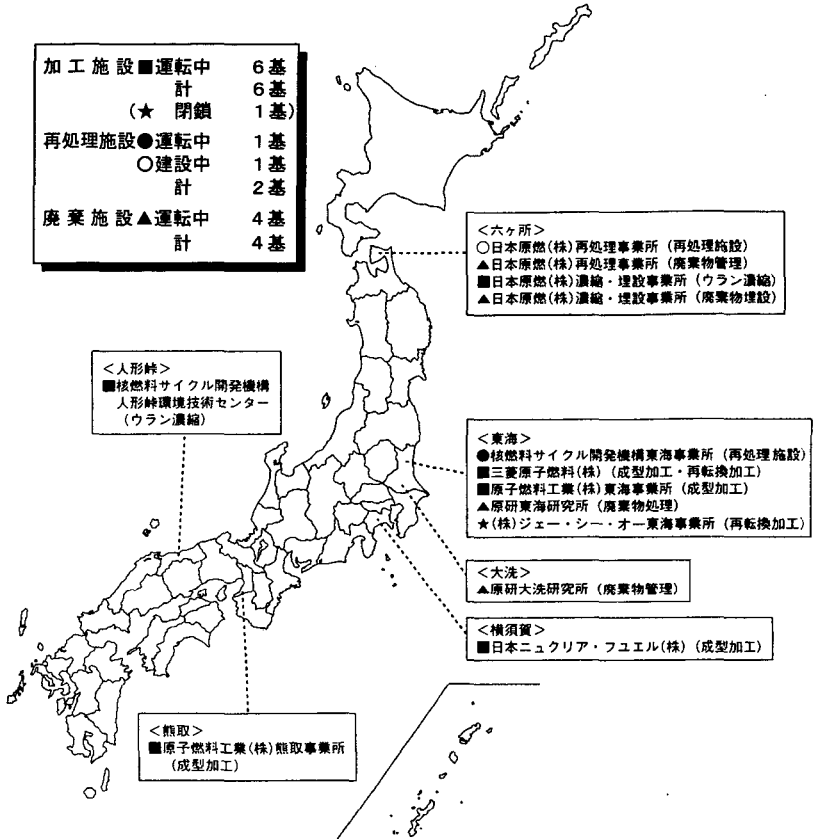 加工施設■運転中 6基
計 6基
(★ 閉鎖 1基)
再処理施設●運転中 1基
○建設中 1基
計 2基
廃棄施設▲運転中 4基
計 4基
<六ヶ所>
○日本原燃(株)再処理事業所(再処理施設)
▲日本原燃(株)再処理事業所(廃棄物管理)
■日本原燃(株)濃縮・埋設事業所(ウラン濃縮)
▲日本原燃(株)濃縮・埋設事業所(廃棄物埋設)
<人形峠>
■核燃料サイクル開発機構
人形峠環境技術センター
(ウラン濃縮)
<東海>
●核燃料サイクル開発機構東海事業所(再処理施設)
■三菱原子燃料(株)(成型加工・再転換加工)
■原子燃料工業(株)東海事業所(成型加工)
▲原研東海研究所(廃棄物処理)
★(株)ジェー・シー・オー東海事業所(再転換加工)
<大洗>
▲原研大洗研究所(廃棄物管理)
<横須賀>
■日本ニュクリア・フュエル(株)(成型加工)
<熊取>
■原子燃料工業(株)熊取事業所
(成型加工)